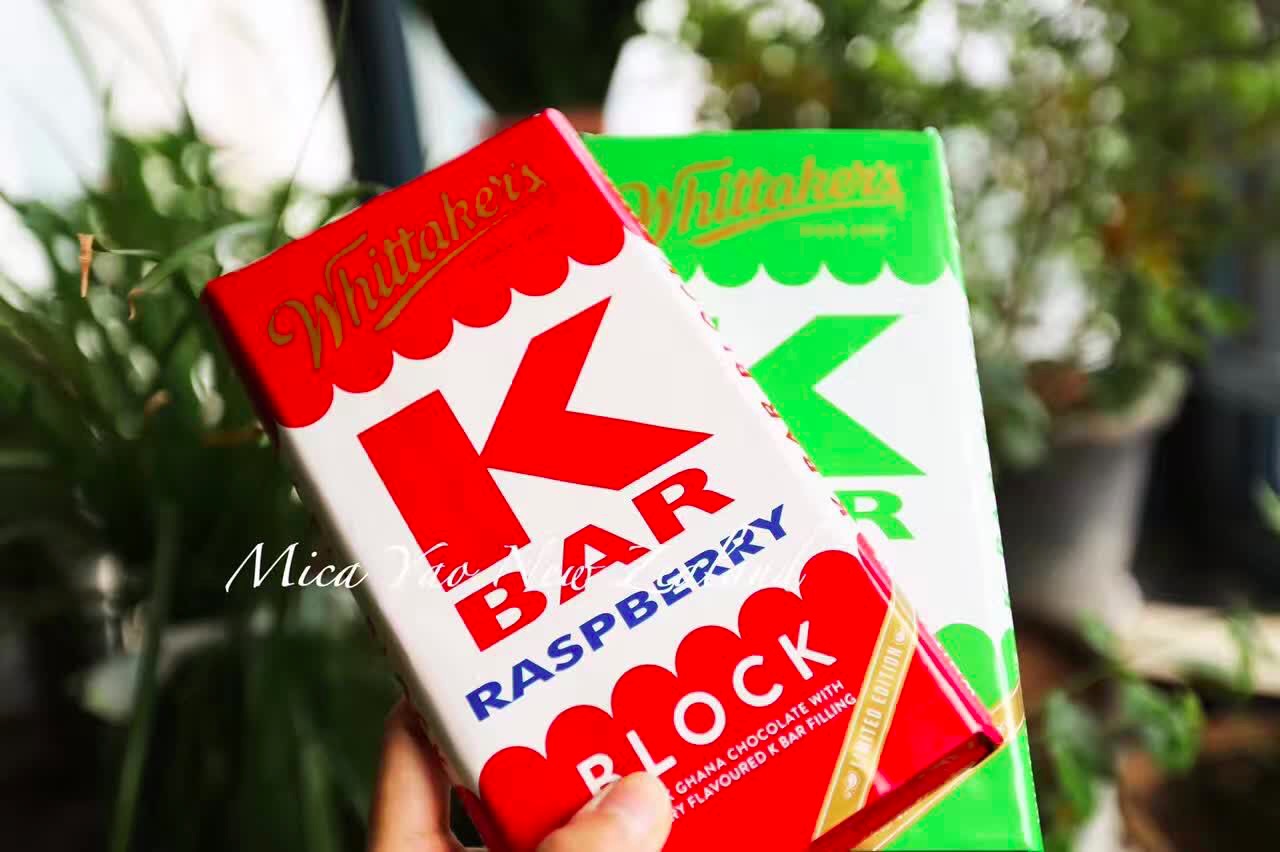 Whittaker's
K
BAR
RASPBERRY
BLOCK
GHANA CHOCOLATE WITH
FLAVOURED K BAR FILLING
LIMITED EDITION
Whittaker's
K
Mica Yao New Zealand